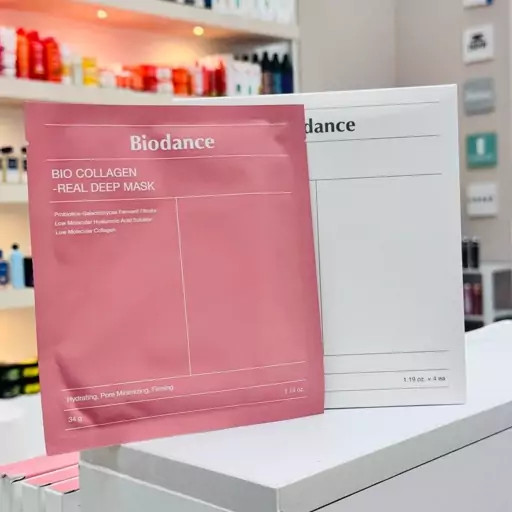 Biodance
BIO COLLAGEN
-REAL DEEP MASK
Probiotics-Galactomyces Ferment Filtrate
Low Molecular Hyaluronic Acid Solution
Low Molecular Collagen
Hydrating, Pore Minimizing, Firming
34 g
1.19 oz.
dance
1.19 oz. × 4 ea